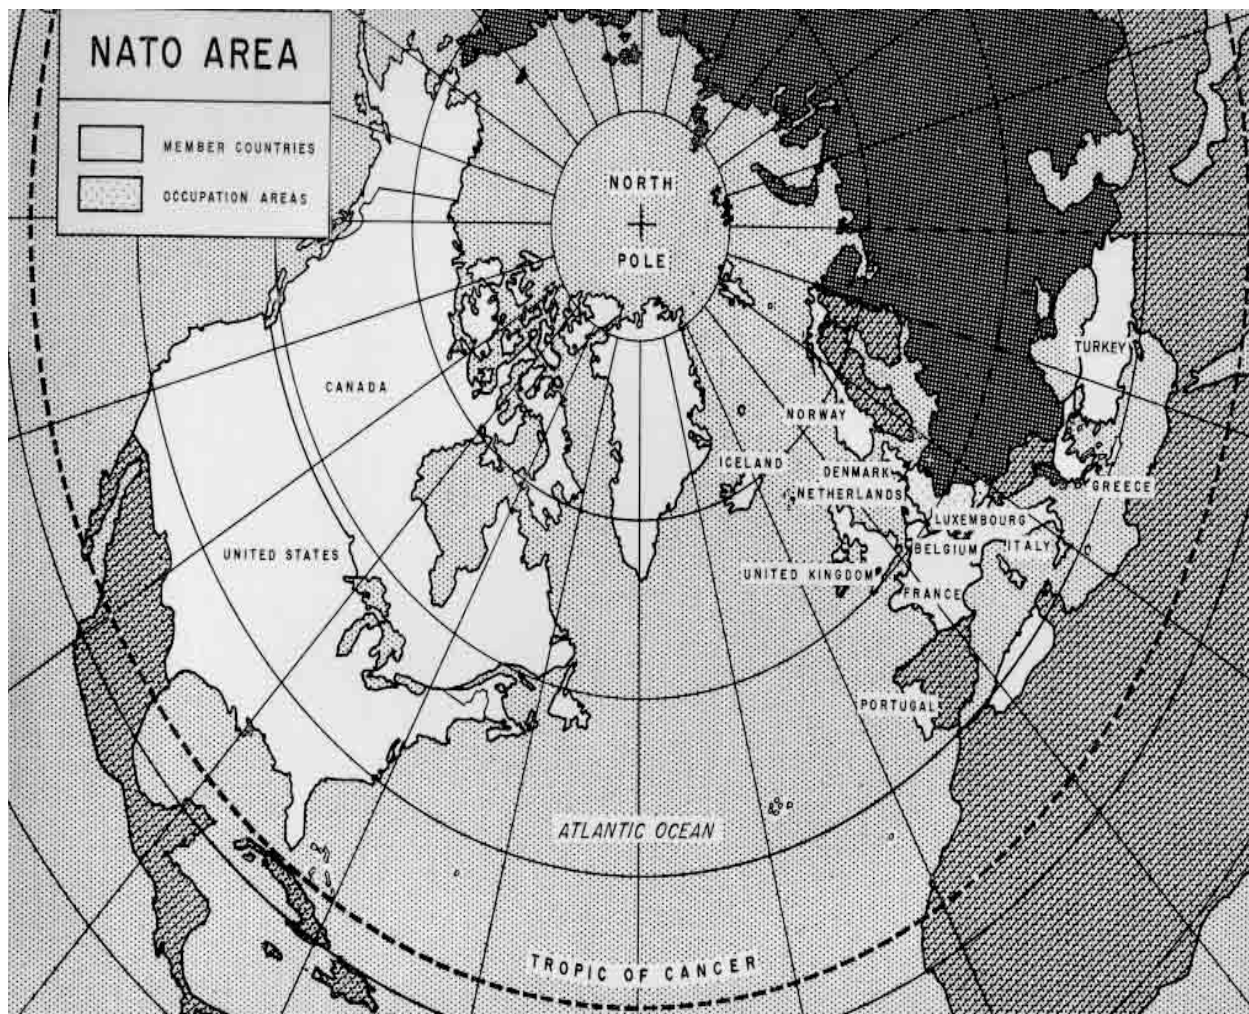 NATO AREA
MEMBER COUNTRIES
OCCUPATION AREAS
NORTH
POLE
CANADA
TURKEY
NORWAY
ICELAND
DENMARK
GREECE
NETHERLANDS
LUXEMBOURG
UNITED STATES
BELGIUM
ITALY
UNITED KINGDOM
FRANCE
PORTUGAL
ATLANTIC OCEAN
TROPIC OF CANCER